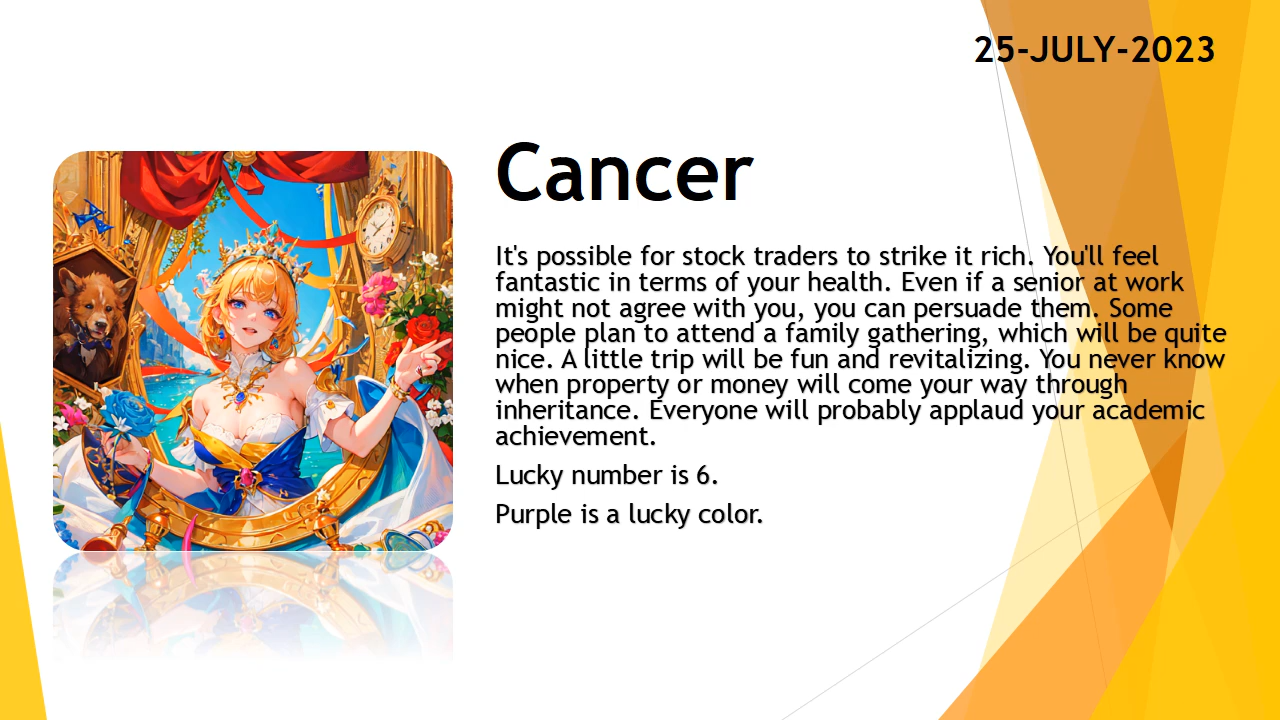 25-JULY-2023
Cancer
It's possible for stock traders to strike it rich. You'll feel
fantastic in terms of your health. Even if a senior at work
might not agree with you, you can persuade them. Some
people plan to attend a family gathering, which will be quite
nice. A little trip will be fun and revitalizing. You never know
when property or money will come your way through
inheritance. Everyone will probably applaud your academic
achievement.
Lucky number is 6.
Purple is a lucky color.